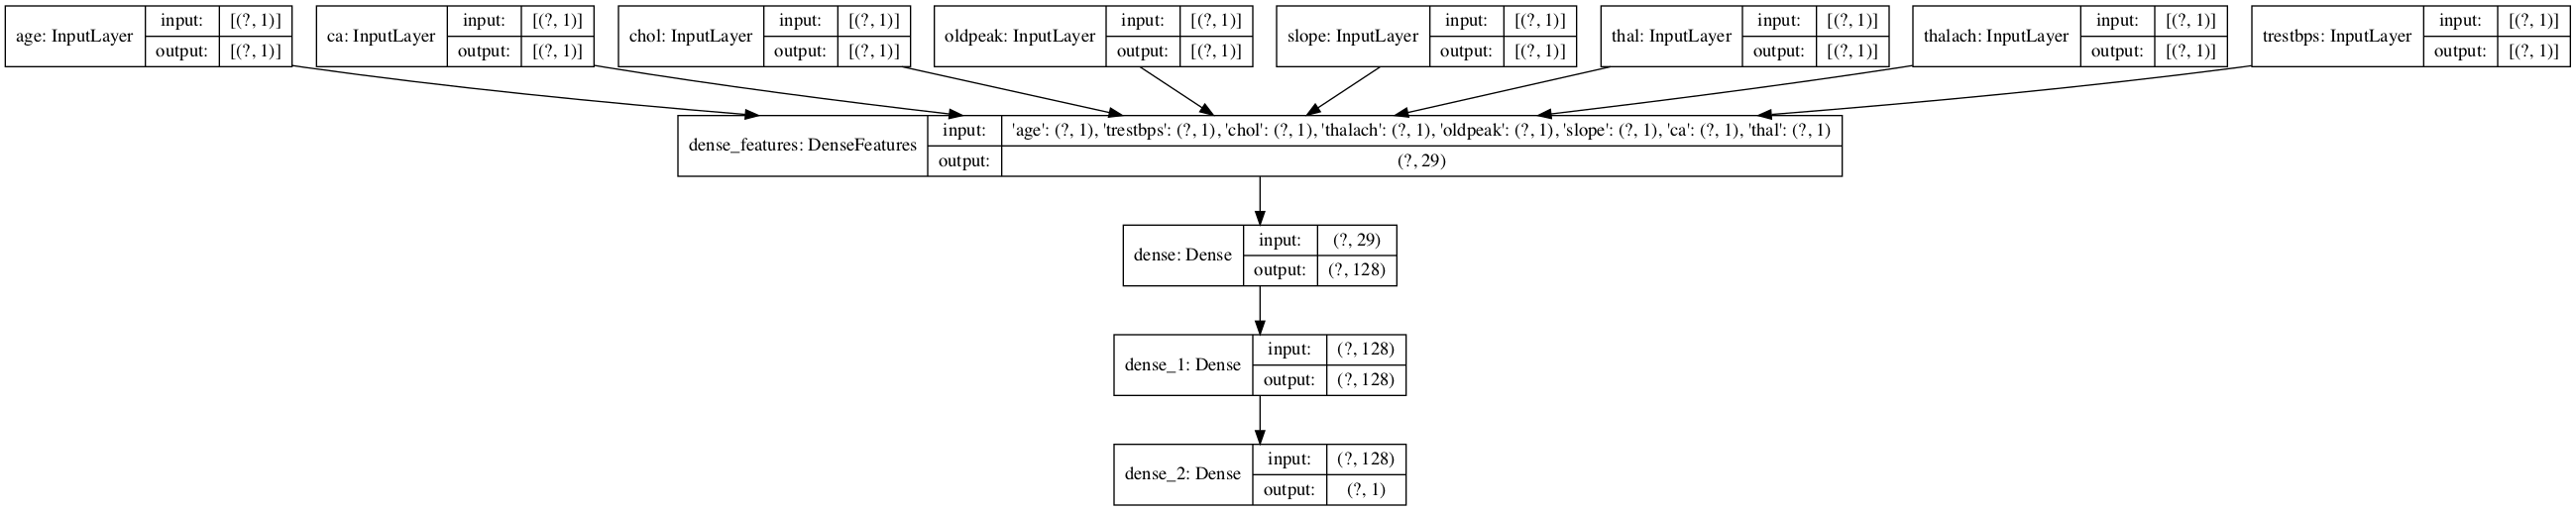 age: InputLayer input: [(?, 1)] output: [(?, 1)]
ca: InputLayer input: [(?, 1)] output: [(?, 1)]
chol: InputLayer input: [(?, 1)] output: [(?, 1)]
oldpeak: InputLayer input: [(?, 1)] output: [(?, 1)]
slope: InputLayer input: [(?, 1)] output: [(?, 1)]
thal: InputLayer input: [(?, 1)] output: [(?, 1)]
thalach: InputLayer input: [(?, 1)] output: [(?, 1)]
trestbps: InputLayer input: [(?, 1)] output: [(?, 1)]
dense_features: DenseFeatures input: 'age': (?, 1), 'trestbps': (?, 1), 'chol': (?, 1), 'thalach': (?, 1), 'oldpeak': (?, 1), 'slope': (?, 1), 'ca': (?, 1), 'thal': (?, 1)
output: (?, 29)
dense: Dense input: (?, 29)
output: (?, 128)
dense_1: Dense input: (?, 128)
output: (?, 128)
dense_2: Dense input: (?, 128)
output: (?, 1)